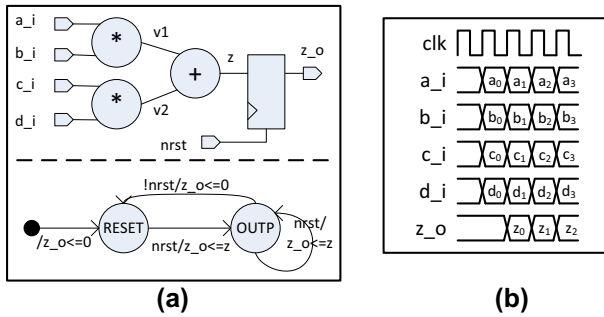 a_i
b_i
c_i
d_i
*
*
v1
v2
+
z
z_o
nrst
!nrst/z_o<=0
/z_o<=0
RESET
nrst/z_o<=z
OUTP
nrst/
z_o<=z
(a)
clk
a_i a0 a1 a2 a3
b_i b0 b1 b2 b3
c_i c0 c1 c2 c3
d_i d0 d1 d2 d3
z_o z0 z1 z2
(b)